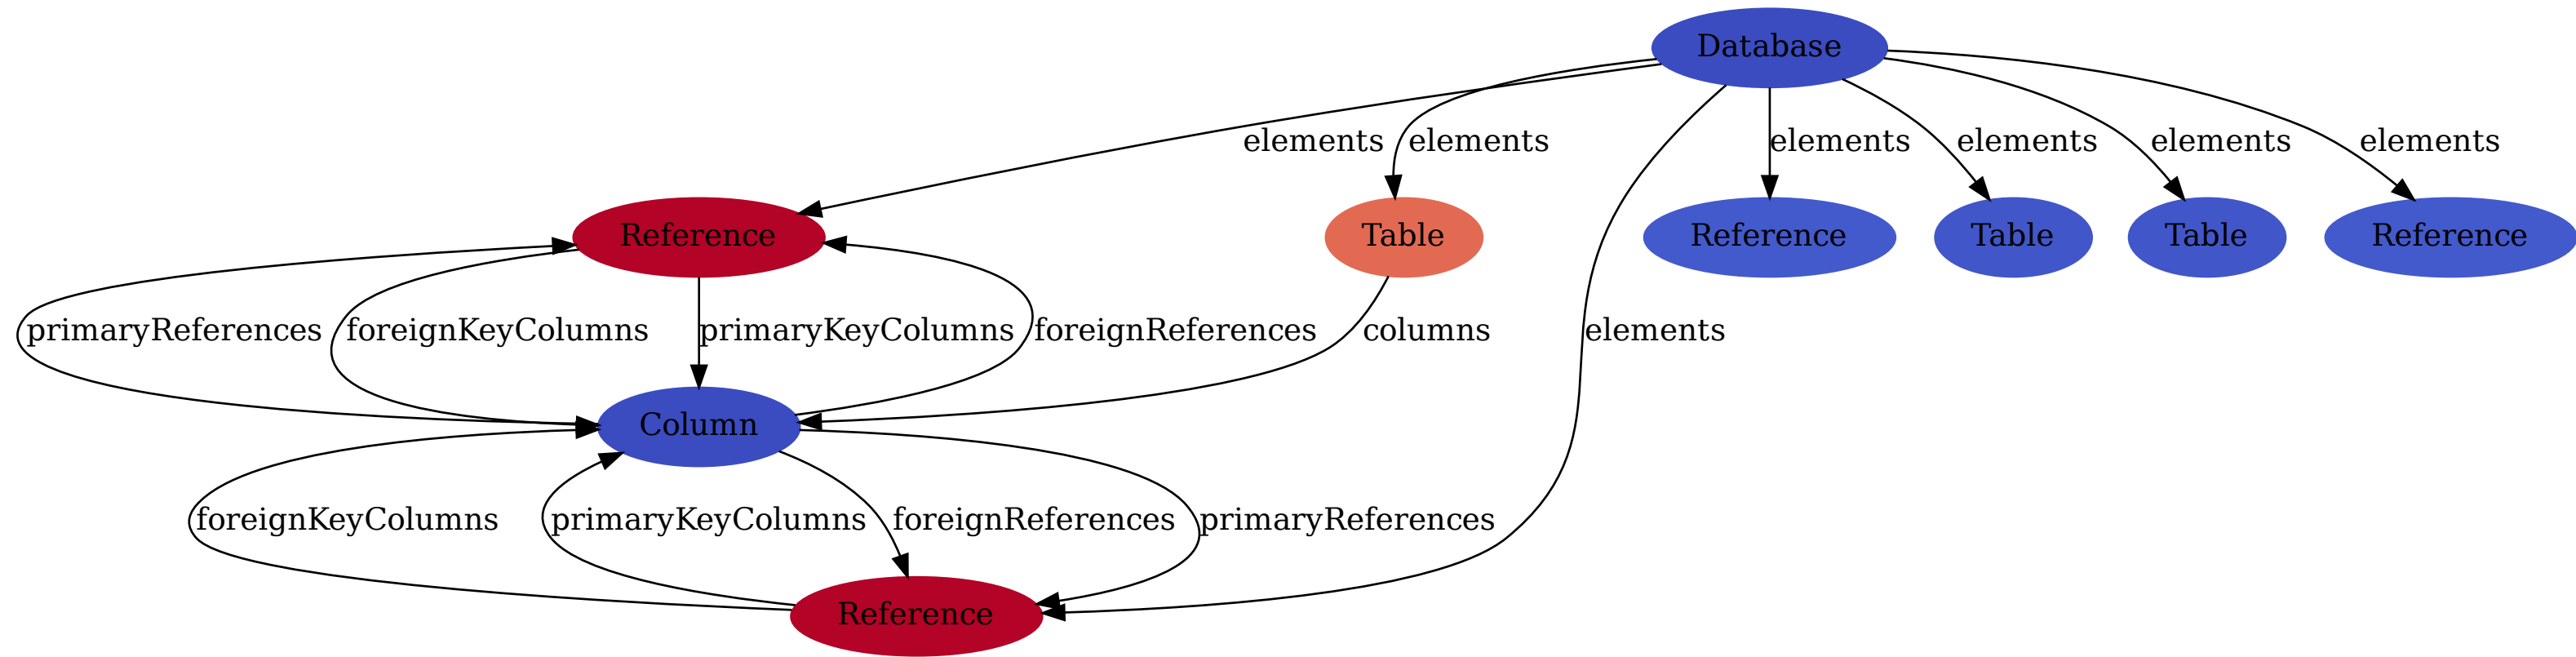 Database
elements
elements
elements
elements
elements
elements
Reference
Table
Reference
Table
Table
Reference
primaryReferences
foreignKeyColumns
primaryKeyColumns
foreignReferences
columns
elements
Column
foreignKeyColumns
primaryKeyColumns
foreignReferences
primaryReferences
Reference